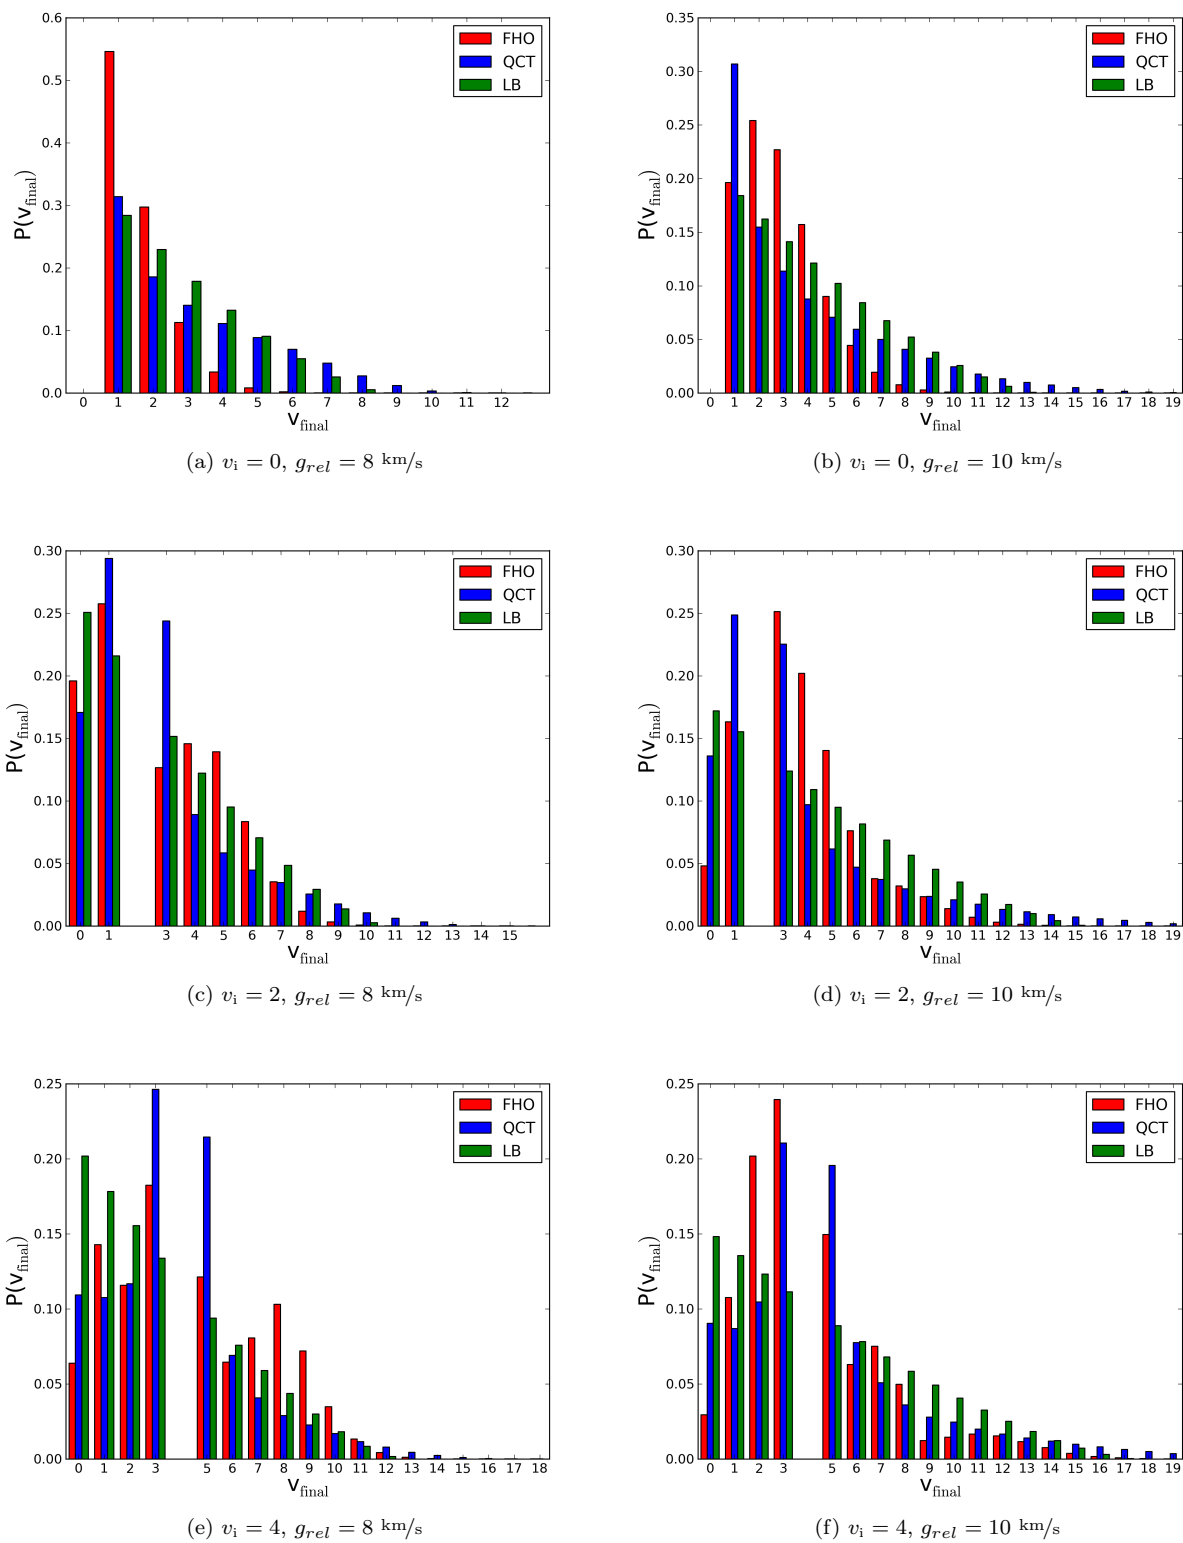 0.6
0.5
0.4
0.3
0.2
0.1
0.0
P(v_final)
FHO
QCT
LB
0 1 2 3 4 5 6 7 8 9 10 11 12
v_final
(a) v_i = 0, g_rel = 8 km/s
0.35
0.30
0.25
0.20
0.15
0.10
0.05
0.00
P(v_final)
FHO
QCT
LB
0 1 2 3 4 5 6 7 8 9 10 11 12 13 14 15 16 17 18 19
v_final
(b) v_i = 0, g_rel = 10 km/s
0.30
0.25
0.20
0.15
0.10
0.05
0.00
P(v_final)
FHO
QCT
LB
0 1 3 4 5 6 7 8 9 10 11 12 13 14 15
v_final
(c) v_i = 2, g_rel = 8 km/s
0.30
0.25
0.20
0.15
0.10
0.05
0.00
P(v_final)
FHO
QCT
LB
0 1 3 4 5 6 7 8 9 10 11 12 13 14 15 16 17 18 19
v_final
(d) v_i = 2, g_rel = 10 km/s
0.25
0.20
0.15
0.10
0.05
0.00
P(v_final)
FHO
QCT
LB
0 1 2 3 5 6 7 8 9 10 11 12 13 14 15 16 17 18
v_final
(e) v_i = 4, g_rel = 8 km/s
0.25
0.20
0.15
0.10
0.05
0.00
P(v_final)
FHO
QCT
LB
0 1 2 3 5 6 7 8 9 10 11 12 13 14 15 16 17 18 19
v_final
(f) v_i = 4, g_rel = 10 km/s